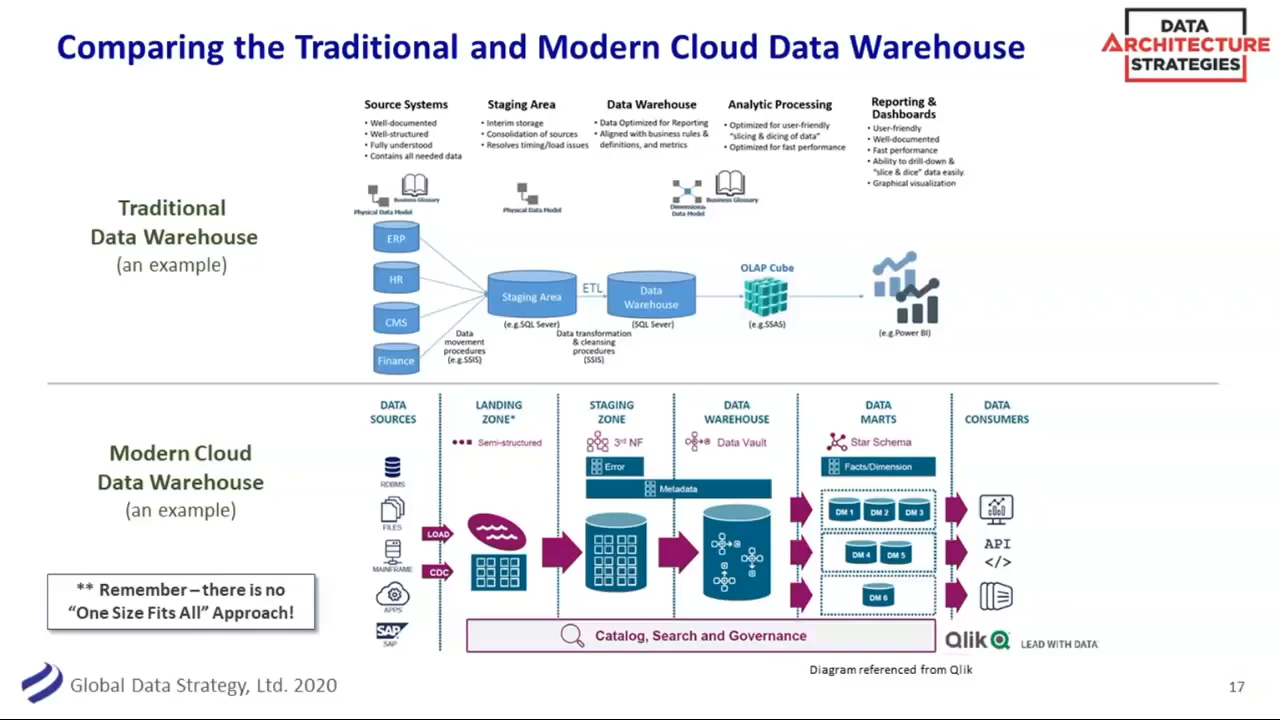 Comparing the Traditional and Modern Cloud Data Warehouse
DATA
ARCHITECTURE
STRATEGIES
Source Systems
• Well-documented
• Well-structured
• Fully understood
• Contains all needed data
Staging Area
• Interim storage
• Consolidation of sources
• Resolves timing/load issues
Data Warehouse
• Data Optimized for Reporting
• Aligned with business rules &
definitions, and metrics
Analytic Processing
• Optimized for user-friendly
"slicing & dicing of data"
• Optimized for fast performance
Reporting &
Dashboards
• User-friendly
• Well-documented
• Fast performance
• Ability to drill-down &
"slice & dice" data easily.
• Graphical visualization
Traditional
Data Warehouse
(an example)
Physical Data Model
Business Glossary
Physical Data Model
Dimensional
Data Model
Business Glossary
ERP
HR
CMS
Finance
Data
movement
procedures
(e.g.SSIS)
Staging Area
(e.g.SQL Sever)
ETL
Data transformation
& cleansing
procedures
(SSIS)
Data
Warehouse
(SQL Sever)
OLAP Cube
(e.g.SSAS)
(e.g.Power BI)
Modern Cloud
Data Warehouse
(an example)
** Remember – there is no
"One Size Fits All" Approach!
DATA
SOURCES
RDBMS
FILES
MAINFRAME
APPS
SAP
SAP
LOAD
CDC
LANDING
ZONE*
Semi-structured
STAGING
ZONE
3rd NF
Error
Metadata
DATA
WAREHOUSE
Data Vault
DATA
MARTS
Star Schema
Facts/Dimension
DM 1
DM 2
DM 3
DM 4
DM 5
DM 6
DATA
CONSUMERS
API
</>
Catalog, Search and Governance
Qlik
LEAD WITH DATA
Diagram referenced from Qlik
Global Data Strategy, Ltd. 2020
17